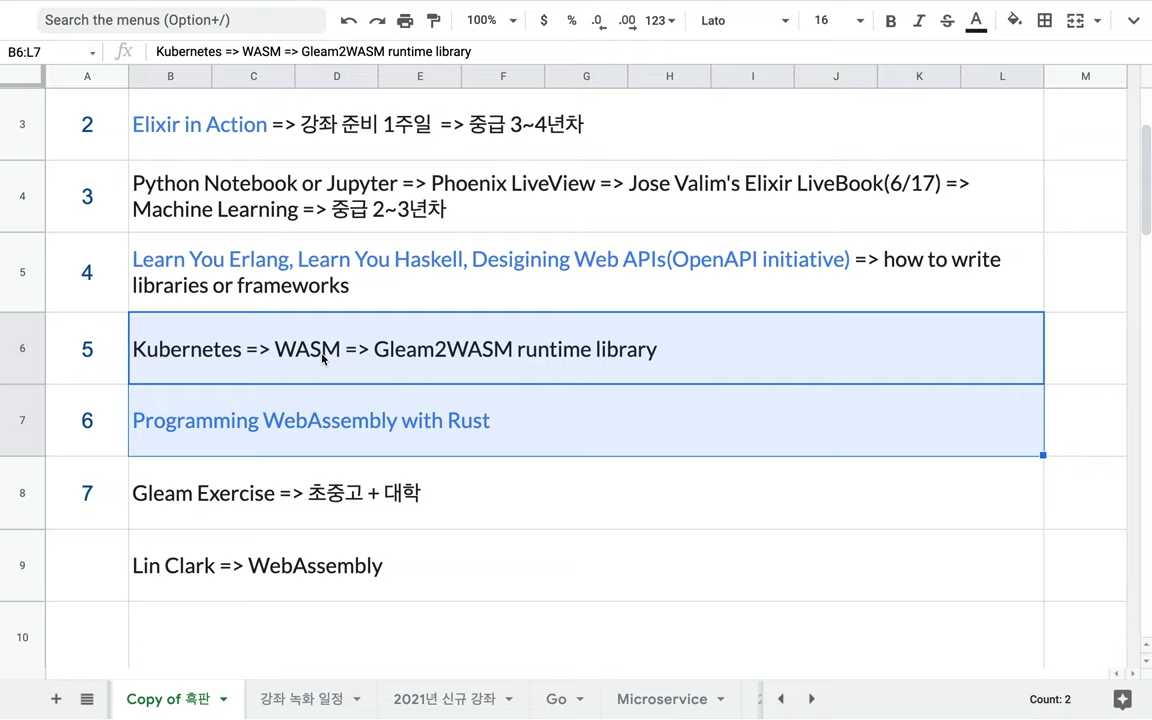 Search the menus (Option+/)
100%
$ % .0 .00 123
Lato
16
B I S A
B6:L7
fx
Kubernetes => WASM => Gleam2WASM runtime library
A B C D E F G H I J K L M
3 2 Elixir in Action => 강좌 준비 1주일 => 중급 3~4년차
4 3 Python Notebook or Jupyter => Phoenix LiveView => Jose Valim's Elixir LiveBook(6/17) =>
Machine Learning => 중급 2~3년차
5 4 Learn You Erlang, Learn You Haskell, Desigining Web APIs(OpenAPI initiative) => how to write
libraries or frameworks
6 5 Kubernetes => WASM => Gleam2WASM runtime library
7 6 Programming WebAssembly with Rust
8 7 Gleam Exercise => 초중고 + 대학
9 Lin Clark => WebAssembly
10
Copy of 흑판 강좌 녹화 일정 2021년 신규 강좌 Go Microservice Count: 2